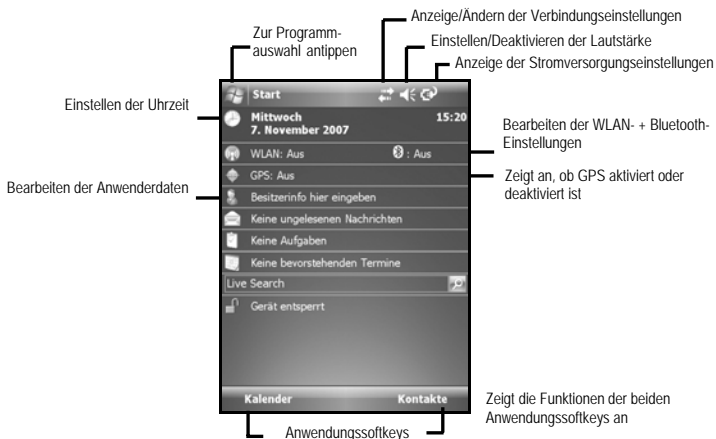 Anzeige/Ändern der Verbindungseinstellungen
Zur Programm-
auswahl antippen
Einstellen/Deaktivieren der Lautstärke
Anzeige der Stromversorgungseinstellungen
Einstellen der Uhrzeit
Start
Mittwoch 15:20
7. November 2007
WLAN: Aus : Aus
Bearbeiten der WLAN- + Bluetooth-
Einstellungen
GPS: Aus
Zeigt an, ob GPS aktiviert oder
deaktiviert ist
Bearbeiten der Anwenderdaten
Besitzerinfo hier eingeben
Keine ungelesenen Nachrichten
Keine Aufgaben
Keine bevorstehenden Termine
Live Search
Gerät entsperrt
Kalender Kontakte
Zeigt die Funktionen der beiden
Anwendungssoftkeys an
Anwendungssoftkeys